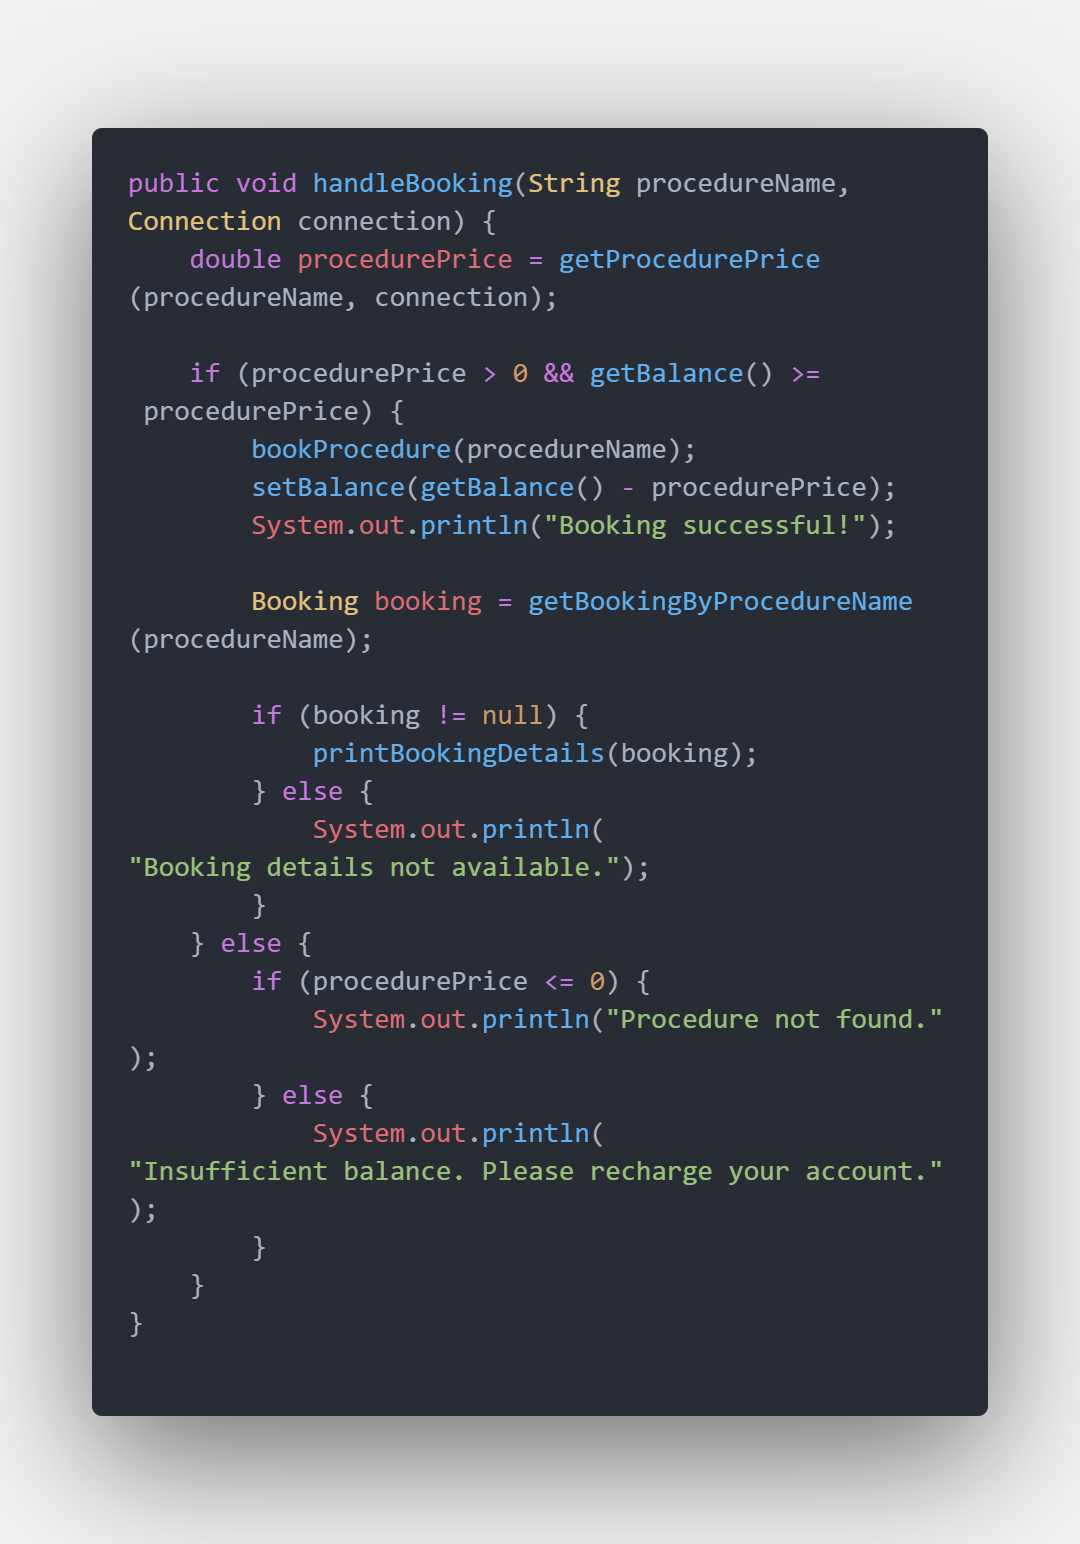 public void handleBooking(String procedureName,
Connection connection) {
    double procedurePrice = getProcedurePrice
(procedureName, connection);

    if (procedurePrice > 0 && getBalance() >=
 procedurePrice) {
        bookProcedure(procedureName);
        setBalance(getBalance() - procedurePrice);
        System.out.println("Booking successful!");

        Booking booking = getBookingByProcedureName
(procedureName);

        if (booking != null) {
            printBookingDetails(booking);
        } else {
            System.out.println(
"Booking details not available.");
        }
    } else {
        if (procedurePrice <= 0) {
            System.out.println("Procedure not found."
);
        } else {
            System.out.println(
"Insufficient balance. Please recharge your account."
);
        }
    }
}